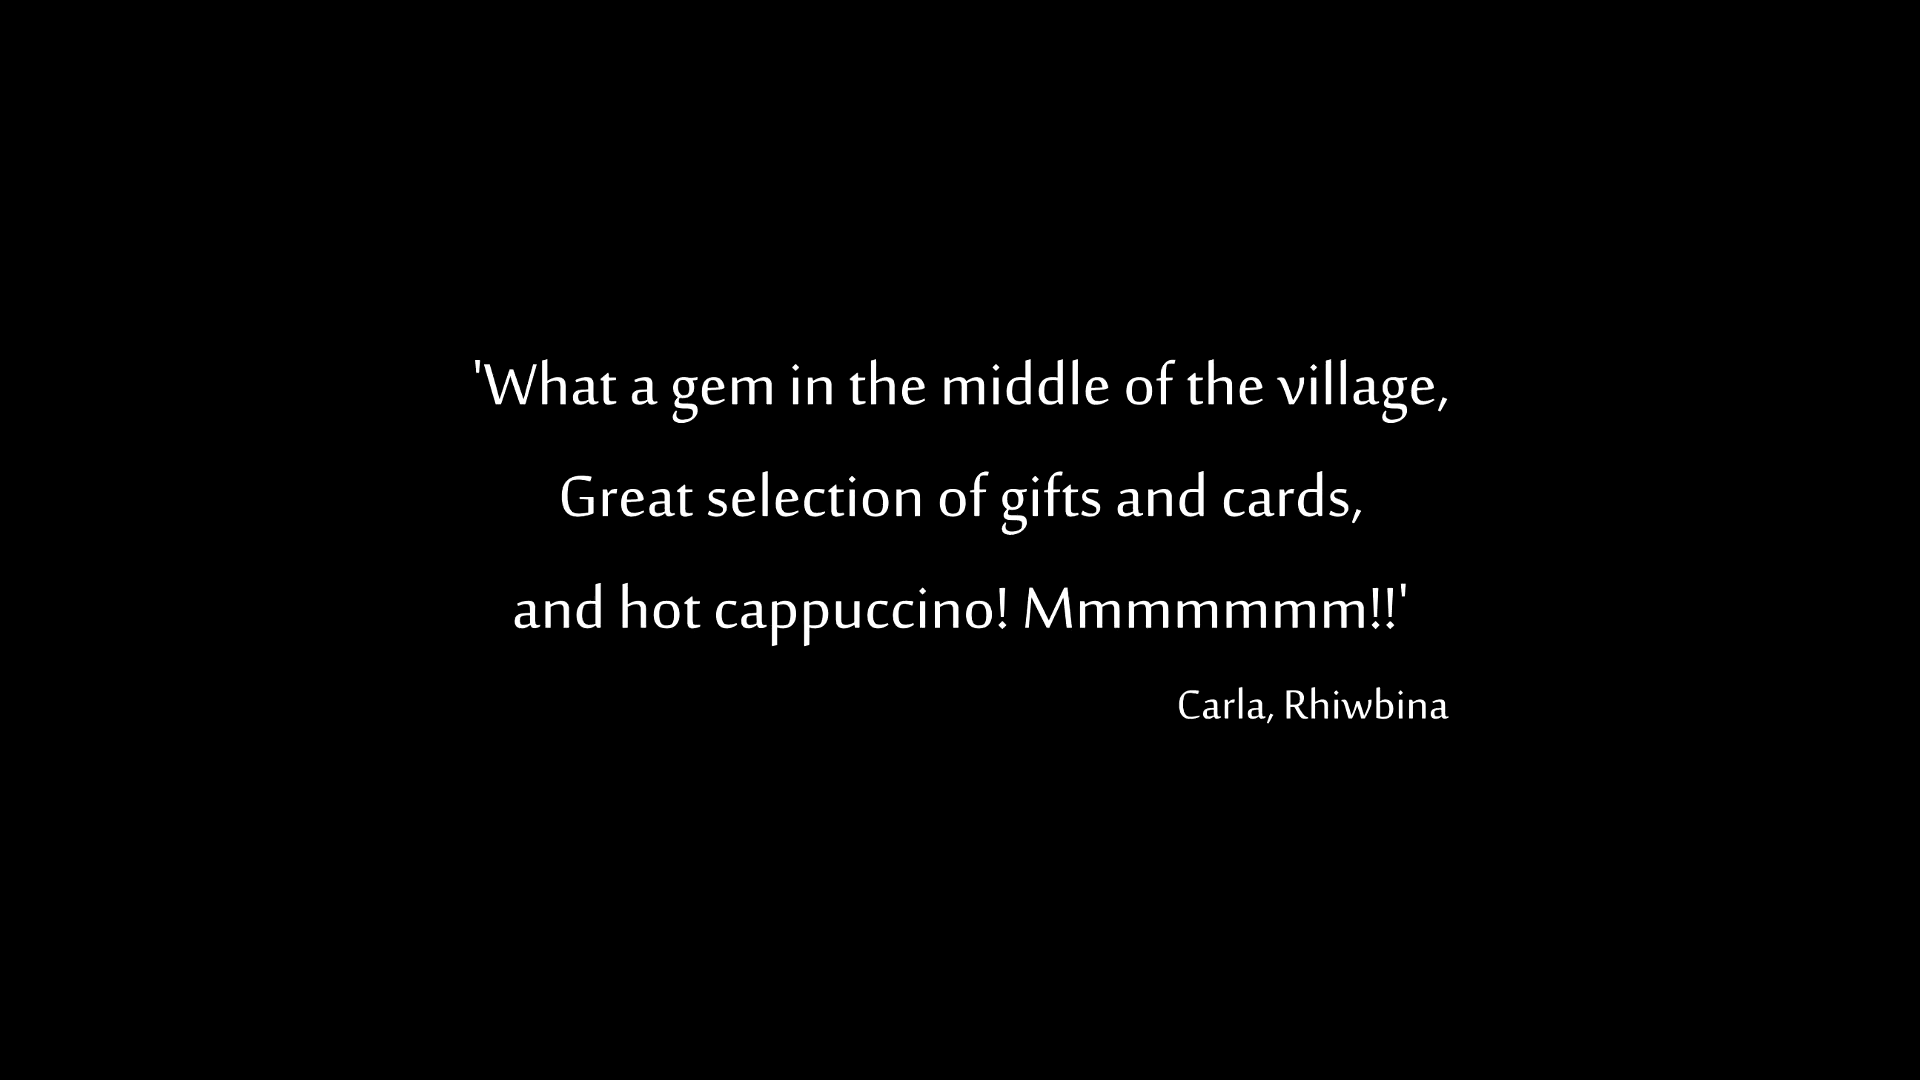 'What a gem in the middle of the village,
Great selection of gifts and cards,
and hot cappuccino! Mmmmmmm!!'
Carla, Rhiwbina